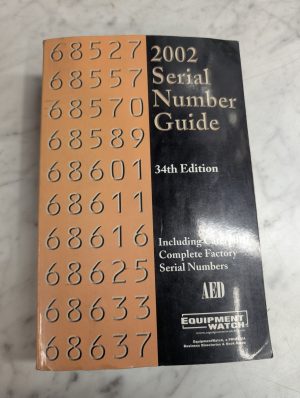 68527
68557
68570
68589
68601
68611
68616
68625
68633
68637
2002
Serial
Number
Guide
34th Edition
Including
Complete Factory
Serial Numbers
AED
EQUIPMENT
WATCH